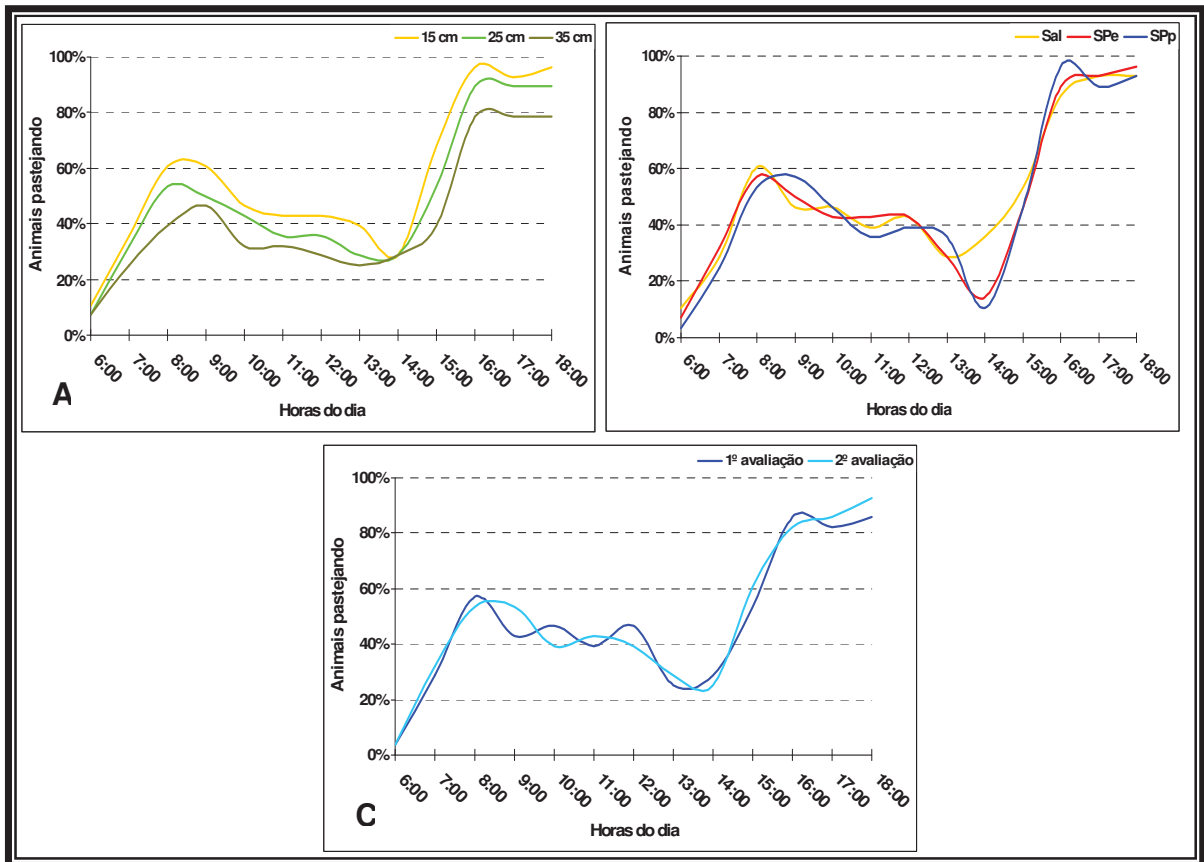 15 cm 25 cm 35 cm
100%
80%
60%
40%
20%
0%
Animais pastejando
6:00 7:00 8:00 9:00 10:00 11:00 12:00 13:00 14:00 15:00 16:00 17:00 18:00
A
Horas do dia
Sal SPe SPp
100%
80%
60%
40%
20%
0%
Animais pastejando
6:00 7:00 8:00 9:00 10:00 11:00 12:00 13:00 14:00 15:00 16:00 17:00 18:00
Horas do dia
1º avaliação 2º avaliação
100%
80%
60%
40%
20%
0%
Animais pastejando
6:00 7:00 8:00 9:00 10:00 11:00 12:00 13:00 14:00 15:00 16:00 17:00 18:00
C
Horas do dia